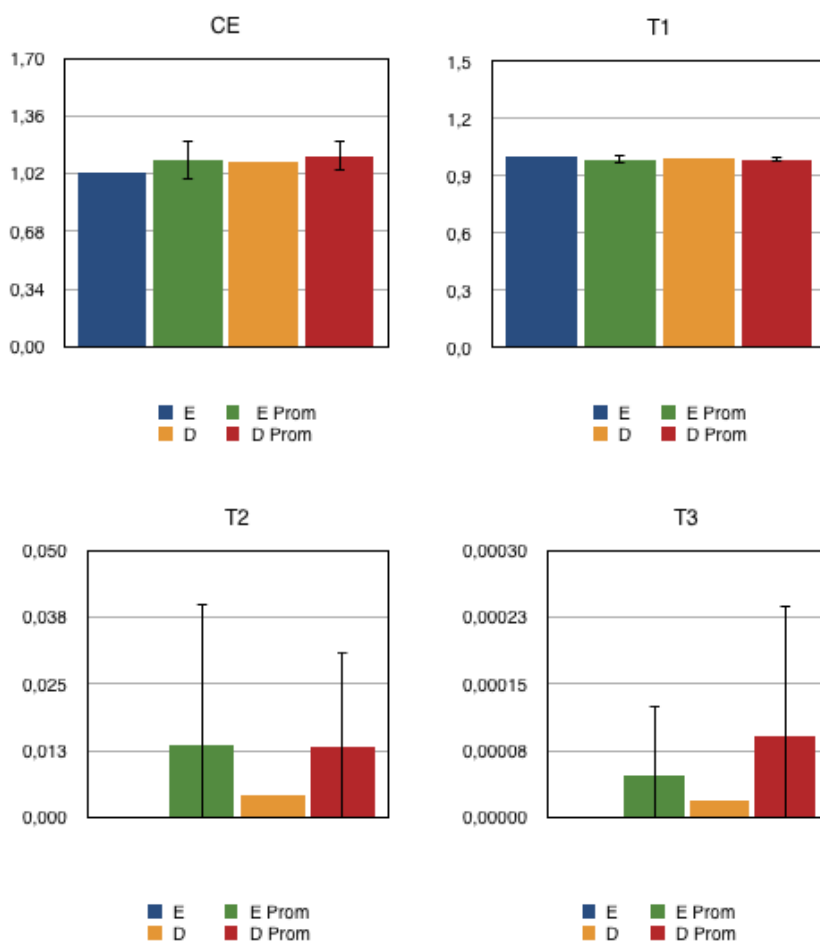 CE
1,70
1,36
1,02
0,68
0,34
0,00
E E Prom
D D Prom
T1
1,5
1,2
0,9
0,6
0,3
0,0
E E Prom
D D Prom
T2
0,050
0,038
0,025
0,013
0,000
E E Prom
D D Prom
T3
0,00030
0,00023
0,00015
0,00008
0,00000
E E Prom
D D Prom